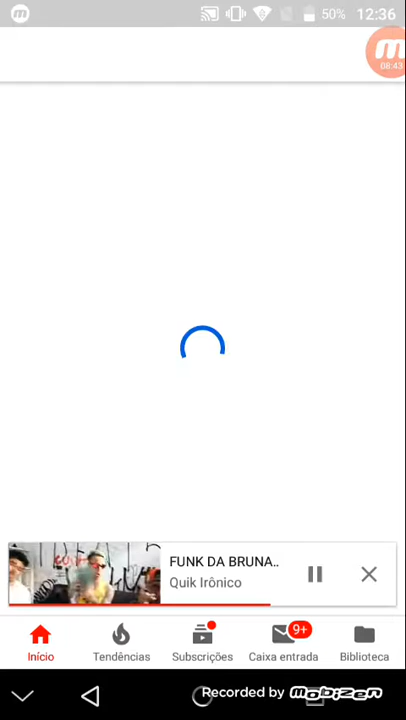 50% 12:36
08:43
FUNK DA BRUNA..
Quik Irônico
9+
Início Tendências Subscrições Caixa entrada Biblioteca
Recorded by mobizen